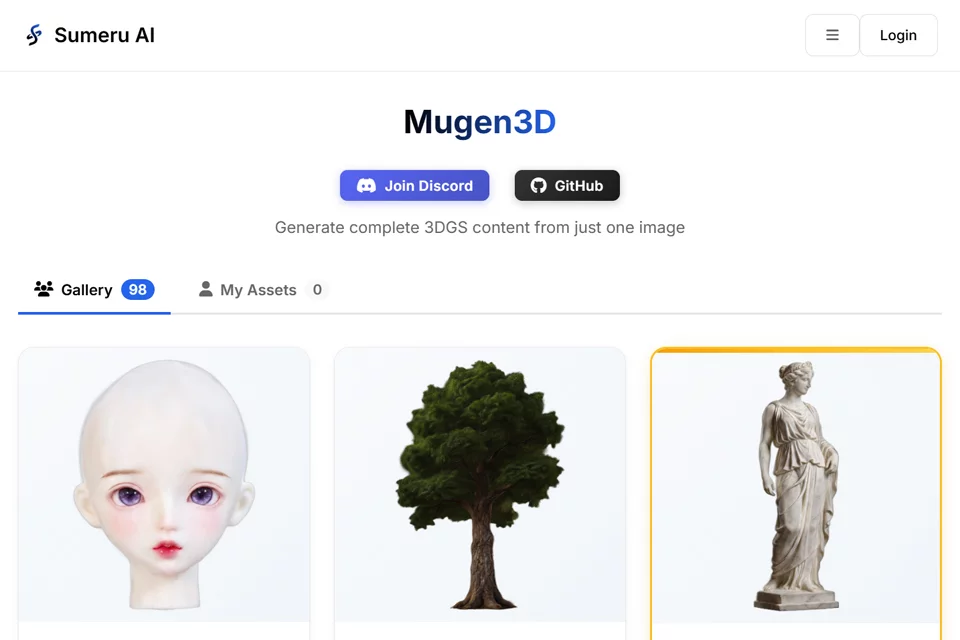 Sumeru AI
Login
Mugen3D
Join Discord
GitHub
Generate complete 3DGS content from just one image
Gallery 98
My Assets 0